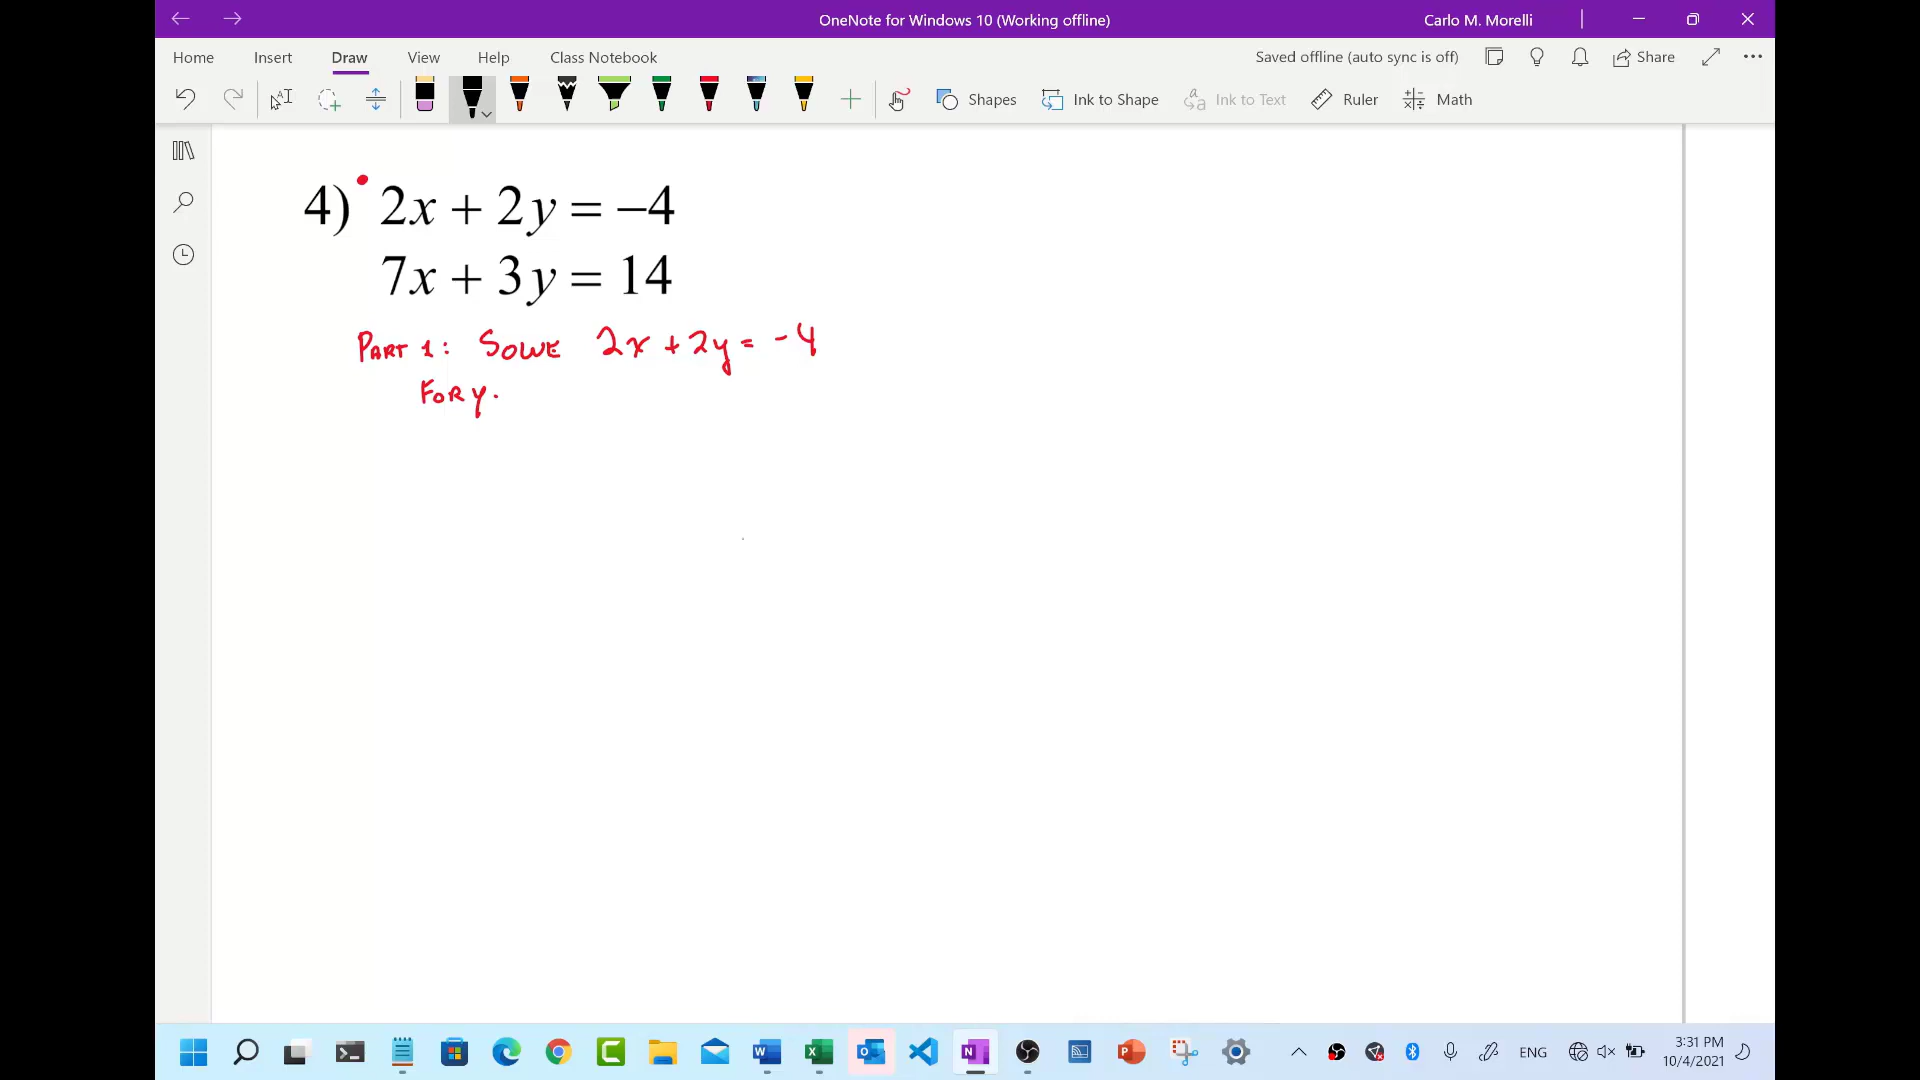 OneNote for Windows 10 (Working offline)
Carlo M. Morelli
Home Insert Draw View Help Class Notebook
Saved offline (auto sync is off)
Share
Shapes Ink to Shape Ink to Text Ruler Math
4) 2x + 2y = −4
7x + 3y = 14
PART 1: SOLVE 2x + 2y = -4
FOR y.
ENG
3:31 PM
10/4/2021